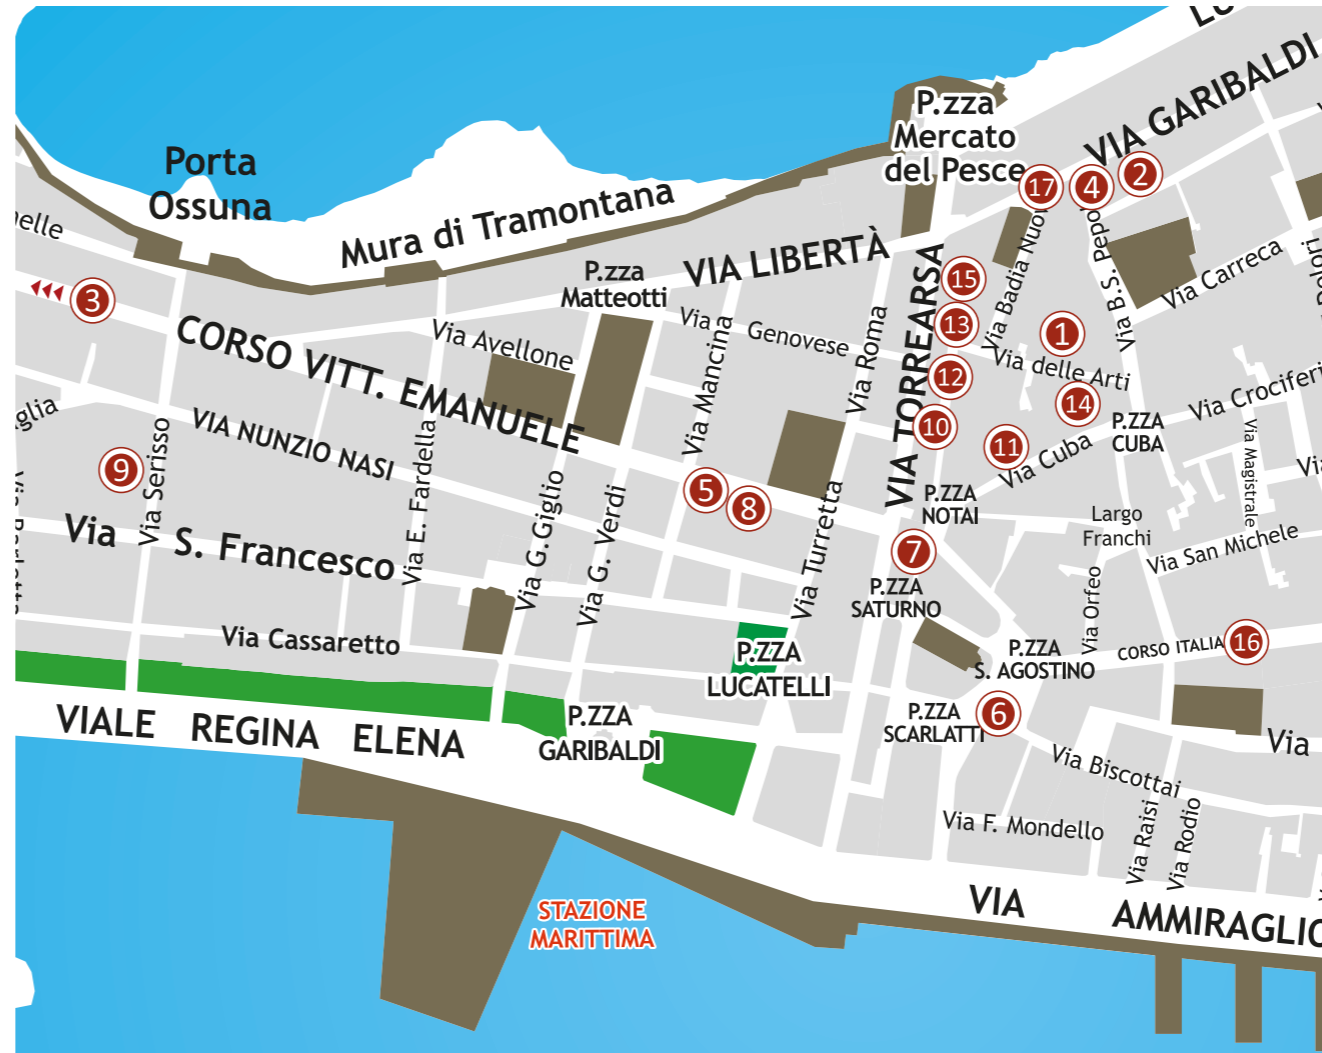 VIA GARIBALDI
P.zza
Mercato
del Pesce
17
4
2
Porta
Ossuna
Mura di Tramontana
VIA LIBERTÀ
P.zza
Matteotti
3
15
13
1
12
14
10
11
CORSO VITT. EMANUELE
Via Avellone
Via Genovese
Via Mancina
Via Roma
VIA TORREARSA
Via delle Arti
Via Carreca
Via Crociferi
P.ZZA
CUBA
Via Cuba
Via Magistrale
VIA NUNZIO NASI
9
Via Serisso
Via E. Fardella
Via G.Giglio
Via G. Verdi
5
8
Via Turretta
P.ZZA
NOTAI
7
P.ZZA
SATURNO
Largo
Franchi
Via San Michele
Via Orfeo
Via S. Francesco
Via Cassaretto
P.ZZA
LUCATELLI
P.ZZA
S. AGOSTINO
CORSO ITALIA
16
6
P.ZZA
SCARLATTI
VIALE REGINA ELENA
P.ZZA
GARIBALDI
Via Biscottai
Via
Via F. Mondello
Via Raisi
Via Rodio
VIA AMMIRAGLIO
STAZIONE
MARITTIMA